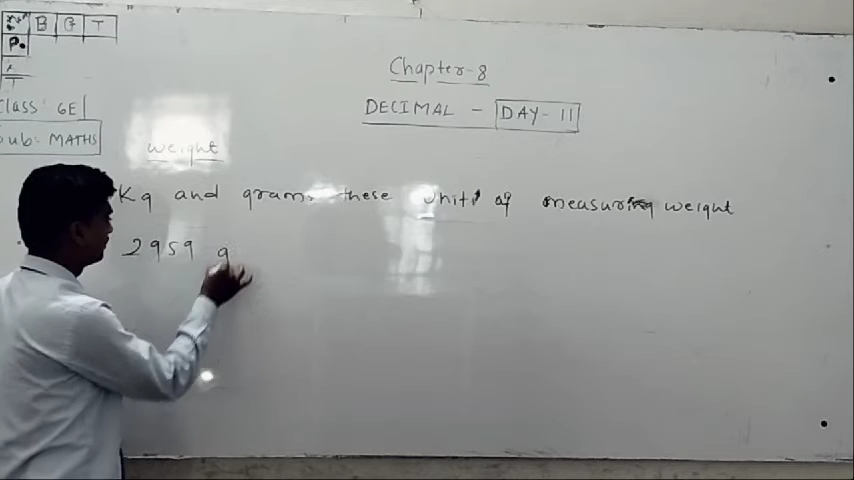 B G T
P.
Chapter-8
DECIMAL - DAY-11
Class: 6E
Sub: MATHS
weight
Kg and grams these units of measuring weight
2959 g